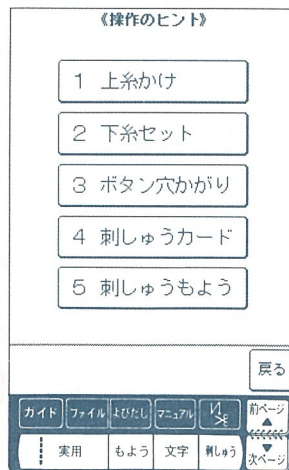 《操作のヒント》
1 上糸かけ
2 下糸セット
3 ボタン穴かがり
4 刺しゅうカード
5 刺しゅうもよう
戻る
ガイド ファイル よびだし マニュアル 前ページ
実用 もよう 文字 刺しゅう 次ページ